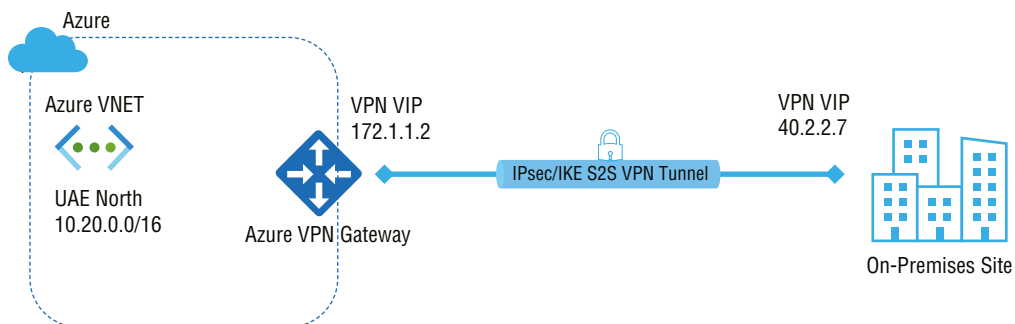 Azure
Azure VNET
UAE North
10.20.0.0/16
VPN VIP
172.1.1.2
Azure VPN Gateway
IPsec/IKE S2S VPN Tunnel
VPN VIP
40.2.2.7
On-Premises Site